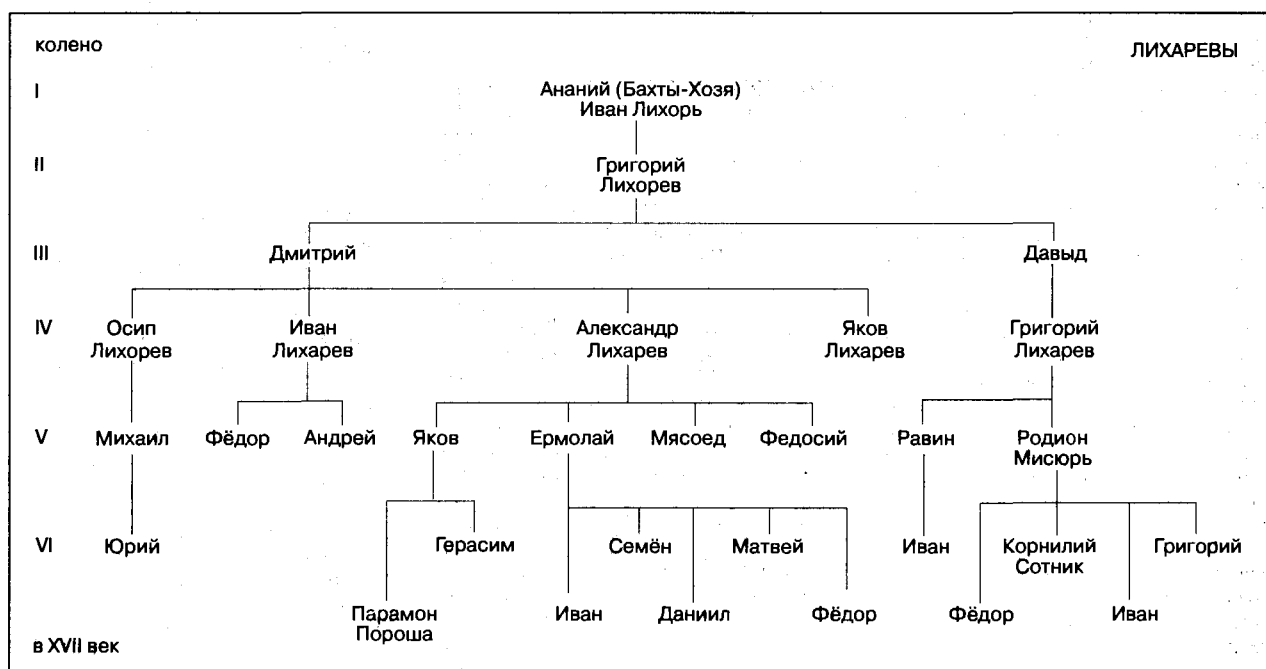 колено
ЛИХАРЕВЫ
I
Ананий (Бахты-Хозя)
Иван Лихорь
II
Григорий
Лихорев
III
Дмитрий
Давыд
IV
Осип
Лихорев
Иван
Лихарев
Александр
Лихарев
Яков
Лихарев
Григорий
Лихарев
V
Михаил
Фёдор
Андрей
Яков
Ермолай
Мясоед
Федосий
Равин
Родион
Мисюрь
VI
Юрий
Герасим
Семён
Матвей
Иван
Корнилий
Сотник
Григорий
Парамон
Пороша
Иван
Даниил
Фёдор
Фёдор
Иван
в XVII век